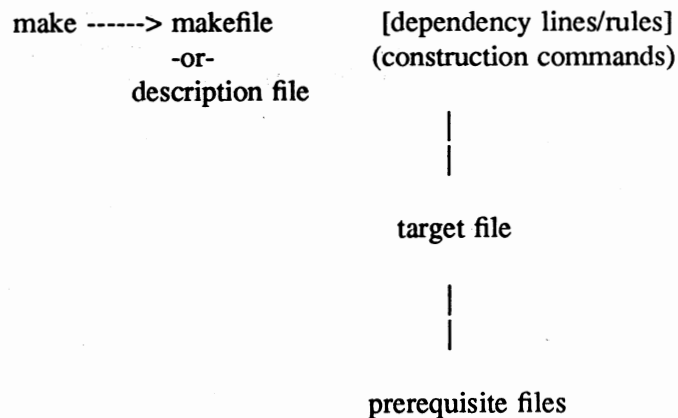 make ------> makefile [dependency lines/rules]
-or- (construction commands)
description file
target file
prerequisite files